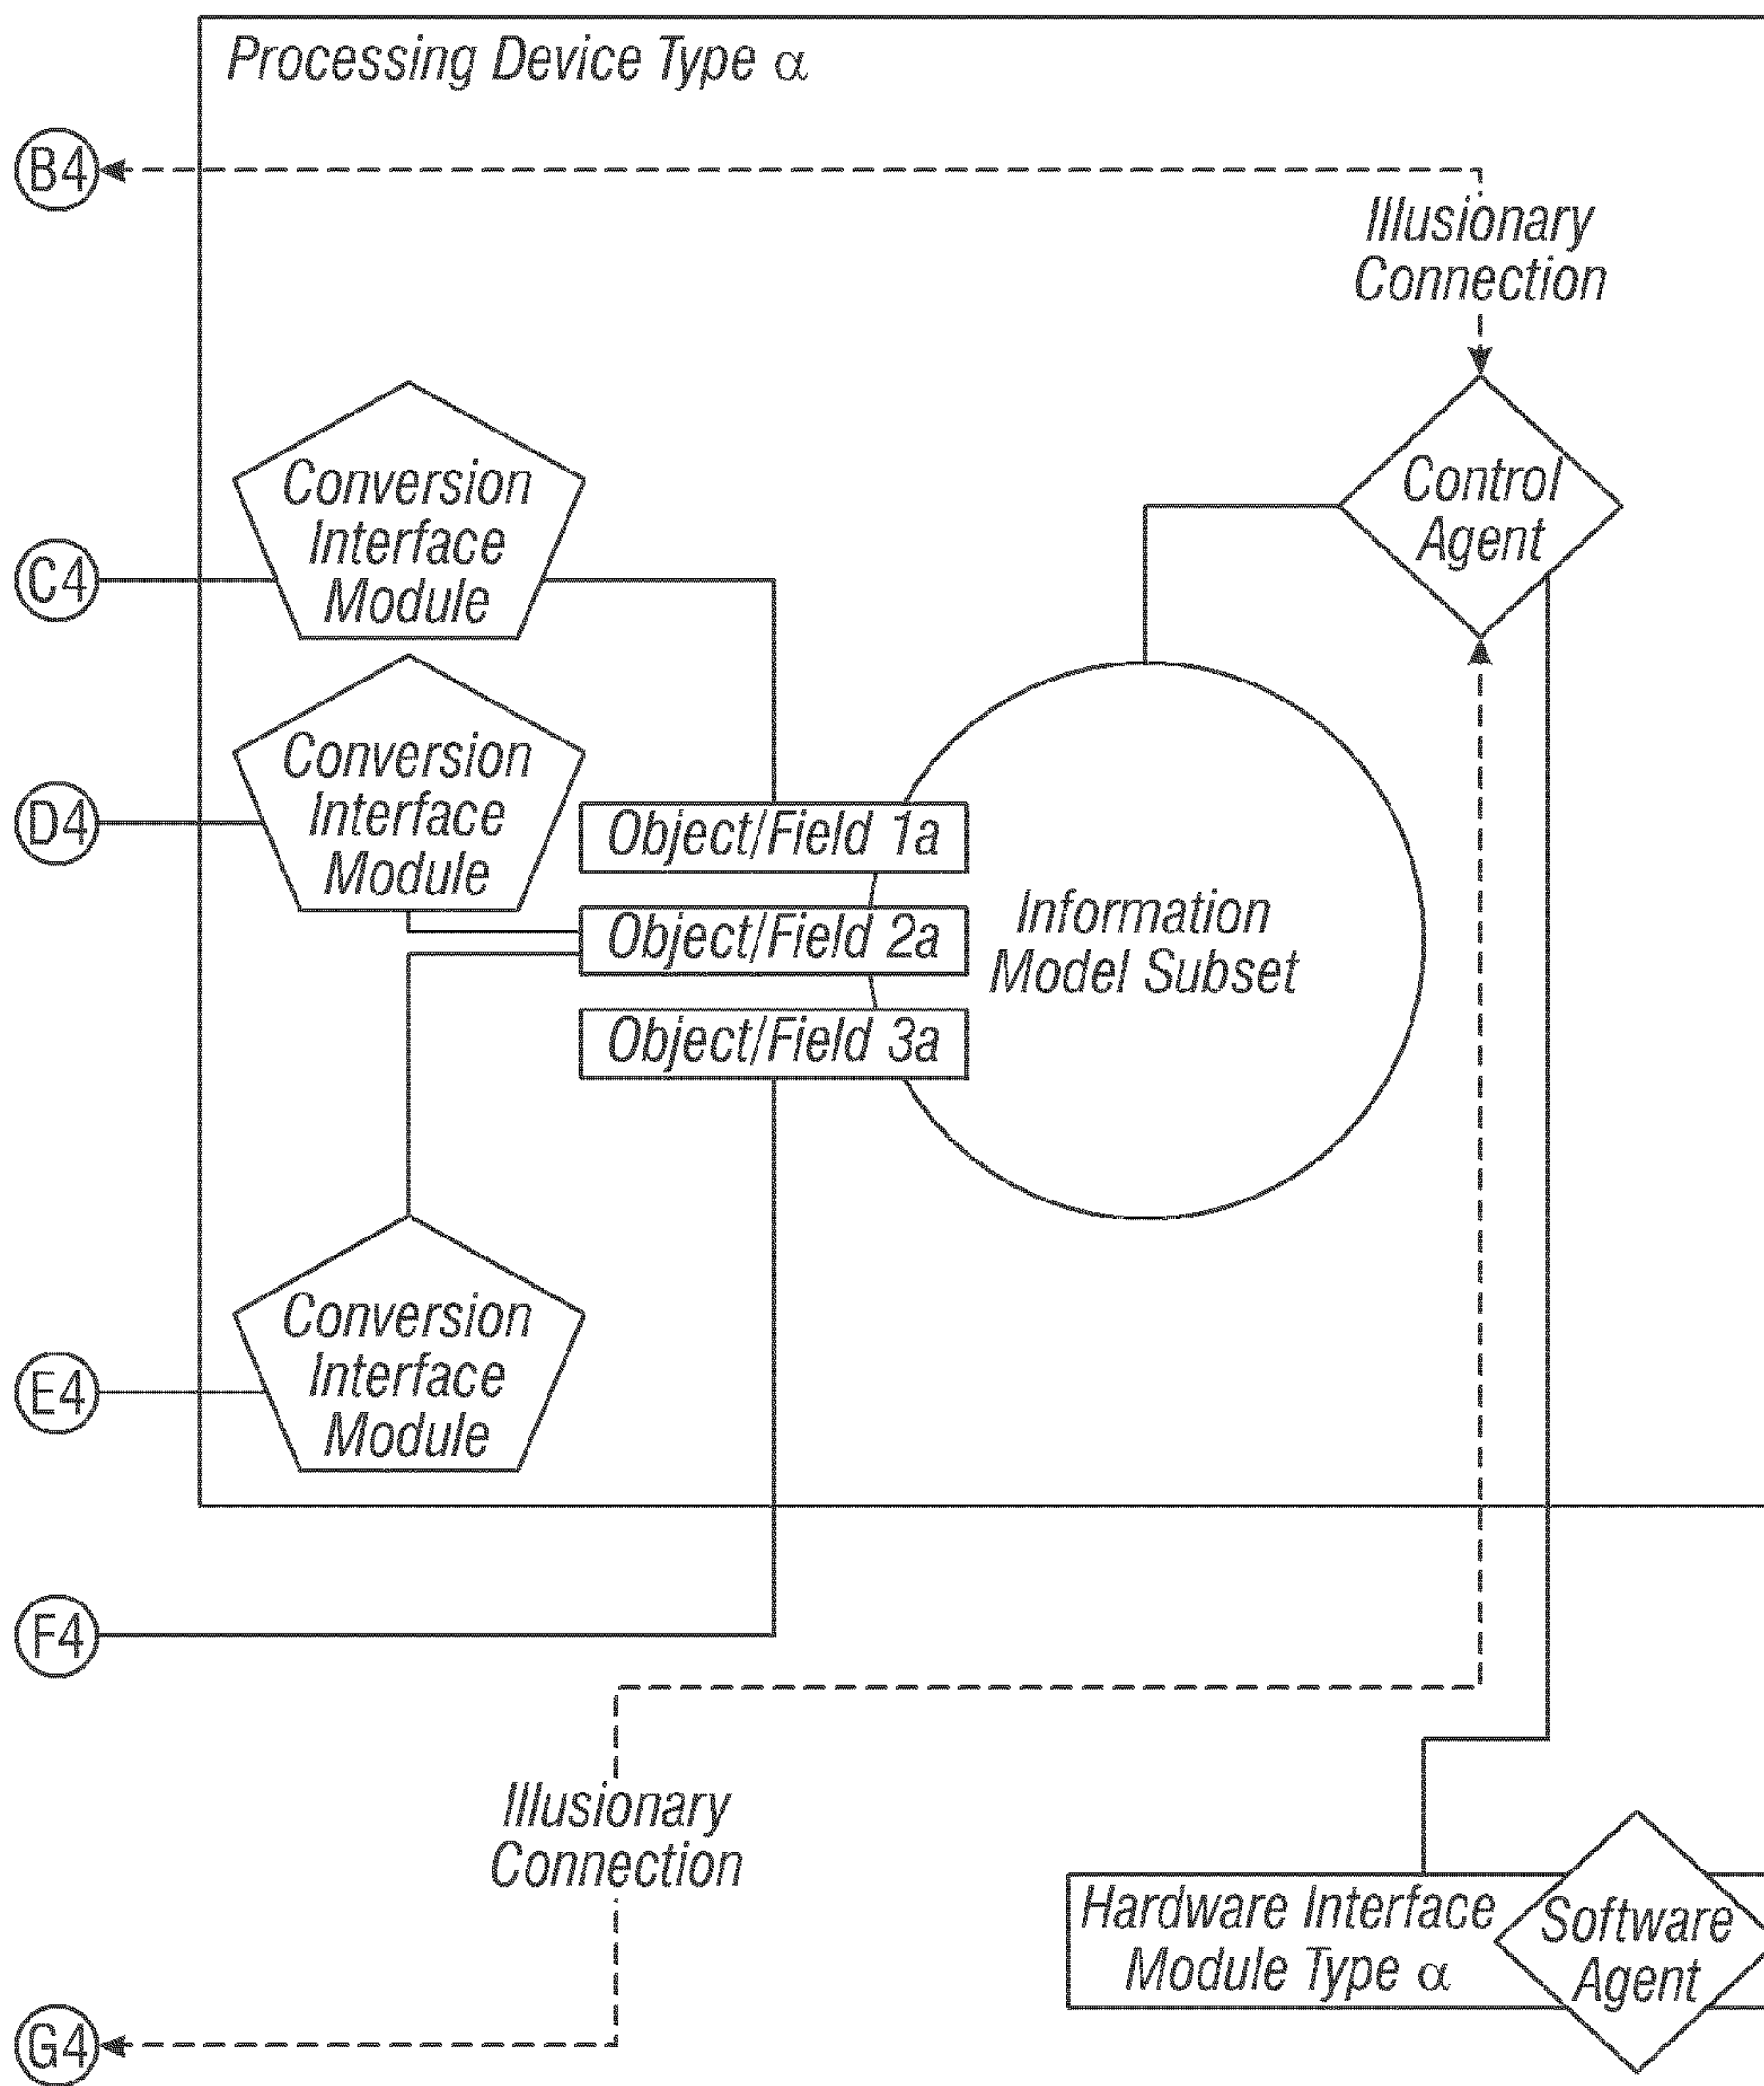 Processing Device Type α
B4
Illusionary
Connection
Control
Agent
Conversion
Interface
Module
C4
Conversion
Interface
Module
D4
Object/Field 1a
Object/Field 2a
Object/Field 3a
Information
Model Subset
Conversion
Interface
Module
E4
F4
Illusionary
Connection
Hardware Interface
Module Type α
Software
Agent
G4